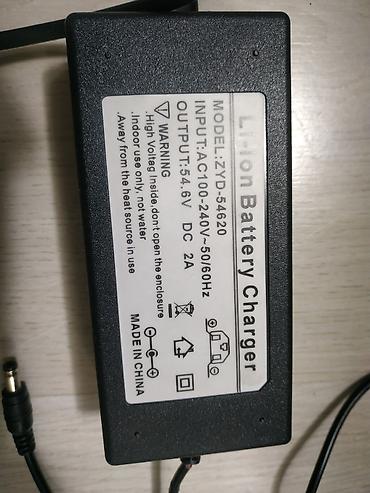 Li-Ion Battery Charger
MODEL:ZYD-54620
INPUT:AC100-240V~50/60Hz
OUTPUT:54.6V DC 2A
WARNING
.High Voltag Inside,don't open the enclosure
.Indoor use only, not water
.Away from the heat source in use
MADE IN CHINA